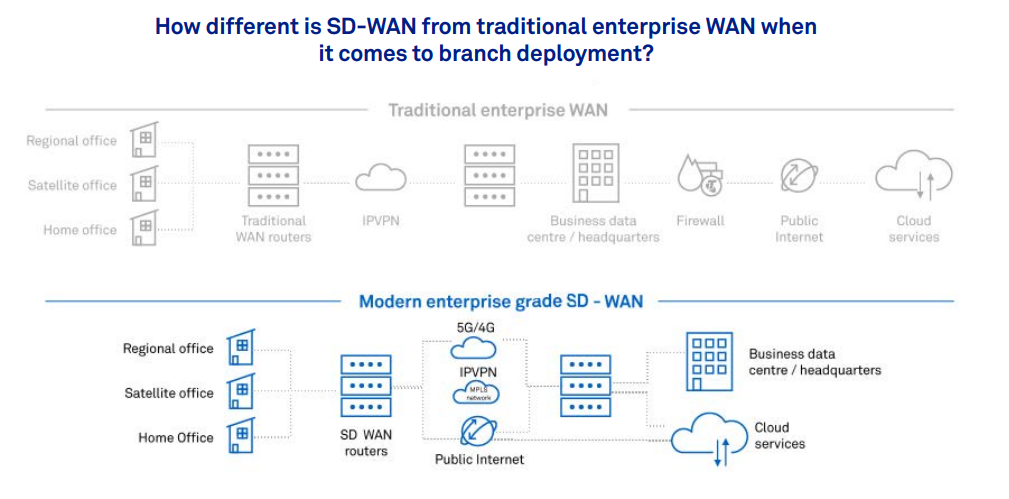 How different is SD-WAN from traditional enterprise WAN when
it comes to branch deployment?
Traditional enterprise WAN
Regional office
Satellite office
Home office
Traditional
WAN routers
IPVPN
Business data
centre / headquarters
Firewall
Public
Internet
Cloud
services
Modern enterprise grade SD - WAN
Regional office
Satellite office
Home Office
SD WAN
routers
5G/4G
IPVPN
MPLS
network
Public Internet
Business data
centre / headquarters
Cloud
services